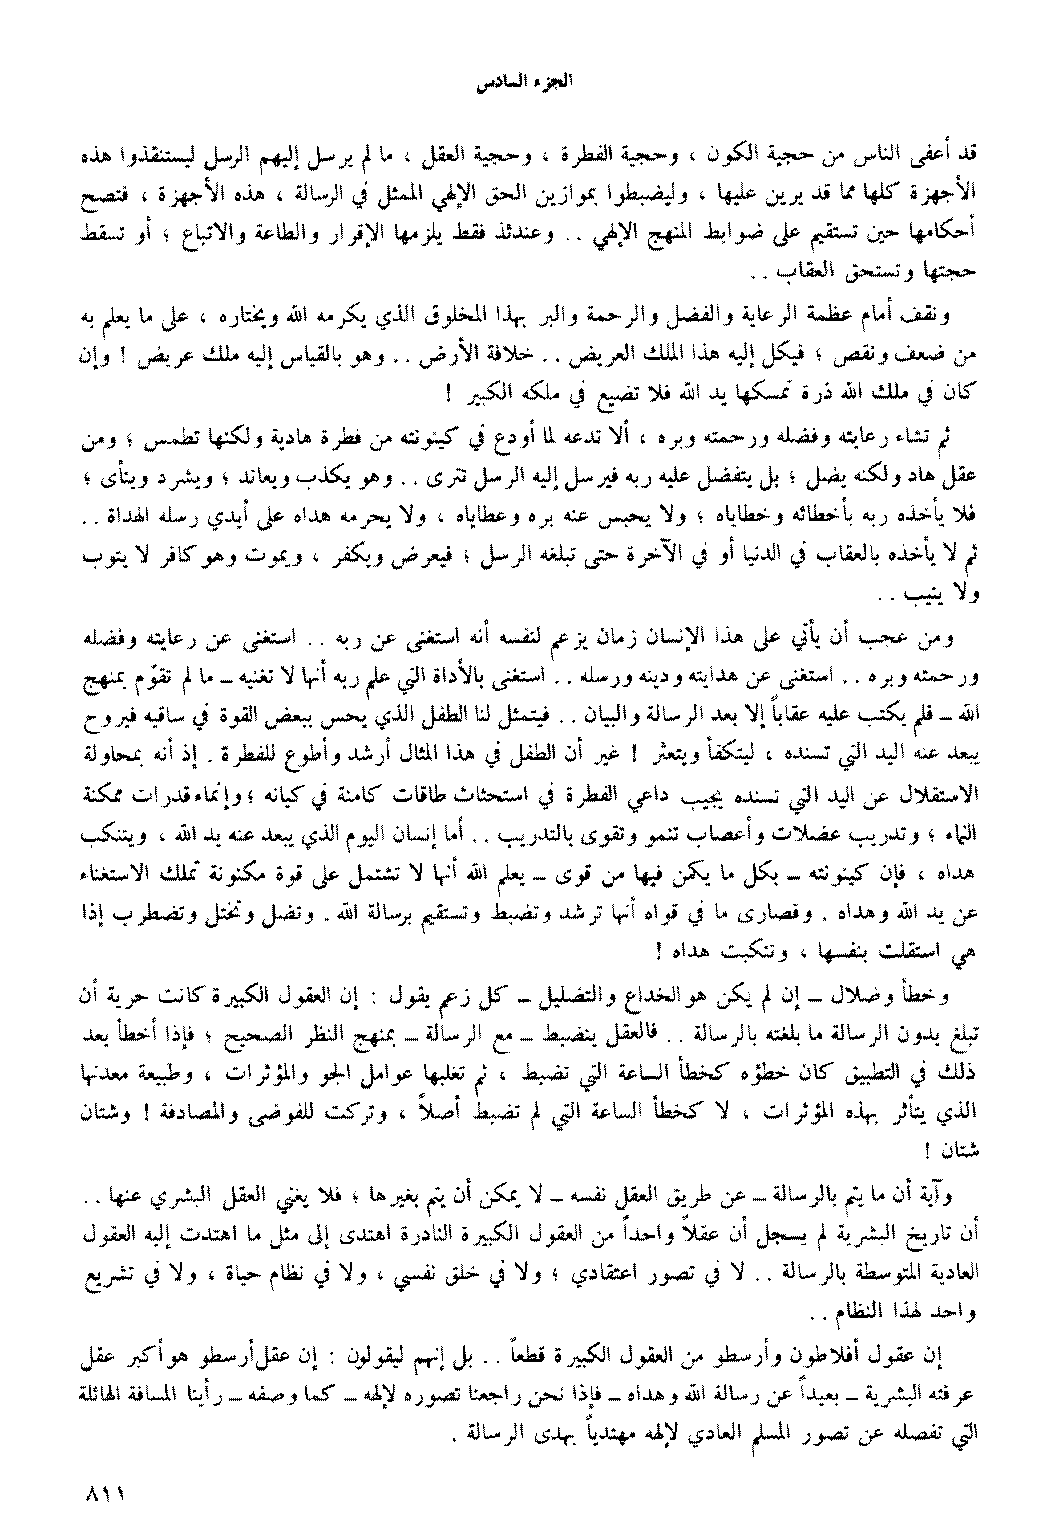 الجزء السادس
قد أعفى الناس من حجية الكون ، وحجية الفطرة ، وحجية العقل ، ما لم يرسل إليهم الرسل ليستنقذوا هذه
الأجهزة كلها مما قد يرين عليها ، وليضبطوا بموازين الحق الإلهي الممثل في الرسالة ، هذه الأجهزة ، فتصح
أحكامها حين تستقيم على ضوابط المنهج الإلهي .. وعندئذ فقط يلزمها الإقرار والطاعة والاتباع ؛ أو تسقط
حجتها وتستحق العقاب ..
ونقف أمام عظمة الرعاية والفضل والرحمة والبر بهذا المخلوق الذي يكرمه الله ويختاره ، على ما يعلم به
من ضعف ونقص ؛ فيكل إليه هذا الملك العريض .. خلافة الأرض .. وهو بالقياس إليه ملك عريض ! وإن
كان في ملك الله ذرة تمسكها يد الله فلا تضيع في ملكه الكبير !
ثم تشاء رعايته وفضله ورحمته وبره ، ألا تدعه لما أودع في كينونته من فطرة هادية ولكنها تطمس ؛ ومن
عقل هاد ولكنه يضل ؛ بل يتفضل عليه ربه فيرسل إليه الرسل تترى .. وهو يكذب ويعاند ؛ ويشرد وينأى ؛
فلا يأخذه ربه بأخطائه وخطاياه ؛ ولا يحبس عنه بره وعطاياه ، ولا يحرمه هداه على أيدي رسله الهداة ..
ثم لا يأخذه بالعقاب في الدنيا أو في الآخرة حتى تبلغه الرسل ؛ فيعرض ويكفر ، ويموت وهو كافر لا يتوب
ولا ينيب ..
ومن عجب أن يأتي على هذا الإنسان زمان يزعم لنفسه أنه استغنى عن ربه .. استغنى عن رعايته وفضله
ورحمته وبره .. استغنى عن هدايته ودينه ورسله .. استغنى بالأداة التي علم ربه أنها لا تغنيه – ما لم تقوّم بمنهج
الله – فلم يكتب عليه عقاباً إلا بعد الرسالة والبيان .. فيتمثل لنا الطفل الذي يحس ببعض القوة في ساقيه فيروح
يبعد عنه اليد التي تسنده ، ليتكفأ ويتعثر ! غير أن الطفل في هذا المثال أرشد وأطوع للفطرة . إذ أنه بمحاولة
الاستقلال عن اليد التي تسنده يجيب داعي الفطرة في استحثاث طاقات كامنة في كيانه ؛ وإنماء قدرات ممكنة
النماء ؛ وتدريب عضلات وأعصاب تنمو وتقوى بالتدريب .. أما إنسان اليوم الذي يبعد عنه يد الله ، ويتنكب
هداه ، فإن كينونته – بكل ما يكمن فيها من قوى – يعلم الله أنها لا تشتمل على قوة مكنونة تملك الاستغناء
عن يد الله وهداه . وقصارى ما في قواه أنها ترشد وتضبط وتستقيم برسالة الله . وتضل وتختل وتضطرب إذا
هي استقلت بنفسها ، وتنكبت هداه !
وخطأ وضلال – إن لم يكن هو الخداع والتضليل – كل زعم يقول : إن العقول الكبيرة كانت حرية أن
تبلغ بدون الرسالة ما بلغته بالرسالة .. فالعقل ينضبط – مع الرسالة – بمنهج النظر الصحيح ؛ فإذا أخطأ بعد
ذلك في التطبيق كان خطؤه كخطأ الساعة التي تضبط ، ثم تغلبها عوامل الجو والمؤثرات ، وطبيعة معدنها
الذي يتأثر بهذه المؤثرات ، لا كخطأ الساعة التي لم تضبط أصلاً ، وتركت للفوضى والمصادفة ! وشتان
شتان !
وآية أن ما يتم بالرسالة – عن طريق العقل نفسه – لا يمكن أن يتم بغيرها ؛ فلا يغني العقل البشري عنها ..
أن تاريخ البشرية لم يسجل أن عقلاً واحداً من العقول الكبيرة النادرة اهتدى إلى مثل ما اهتدت إليه العقول
العادية المتوسطة بالرسالة .. لا في تصور اعتقادي ؛ ولا في خلق نفسي ، ولا في نظام حياة ، ولا في تشريع
واحد لهذا النظام ..
إن عقول أفلاطون وأرسطو من العقول الكبيرة قطعاً .. بل إنهم ليقولون : إن عقل أرسطو هو أكبر عقل
عرفته البشرية – بعيداً عن رسالة الله وهداه – فإذا نحن راجعنا تصوره لإلهه – كما وصفه – رأينا المسافة الهائلة
التي تفصله عن تصور المسلم العادي لإلهه مهتدياً بهدى الرسالة .
٨١١